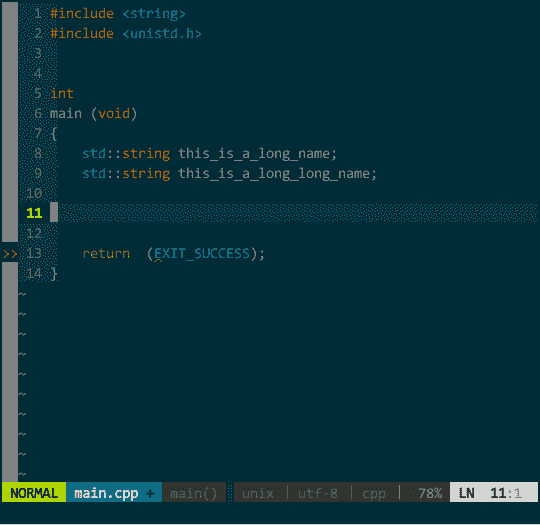 1 #include <string>
2 #include <unistd.h>
3
4
5 int
6 main (void)
7 {
8     std::string this_is_a_long_name;
9     std::string this_is_a_long_long_name;
10
11
12
>> 13     return  (EXIT_SUCCESS);
14 }
~
~
~
~
~
~
~
~
~
~
NORMAL main.cpp + main() unix | utf-8 | cpp | 78% LN 11:1